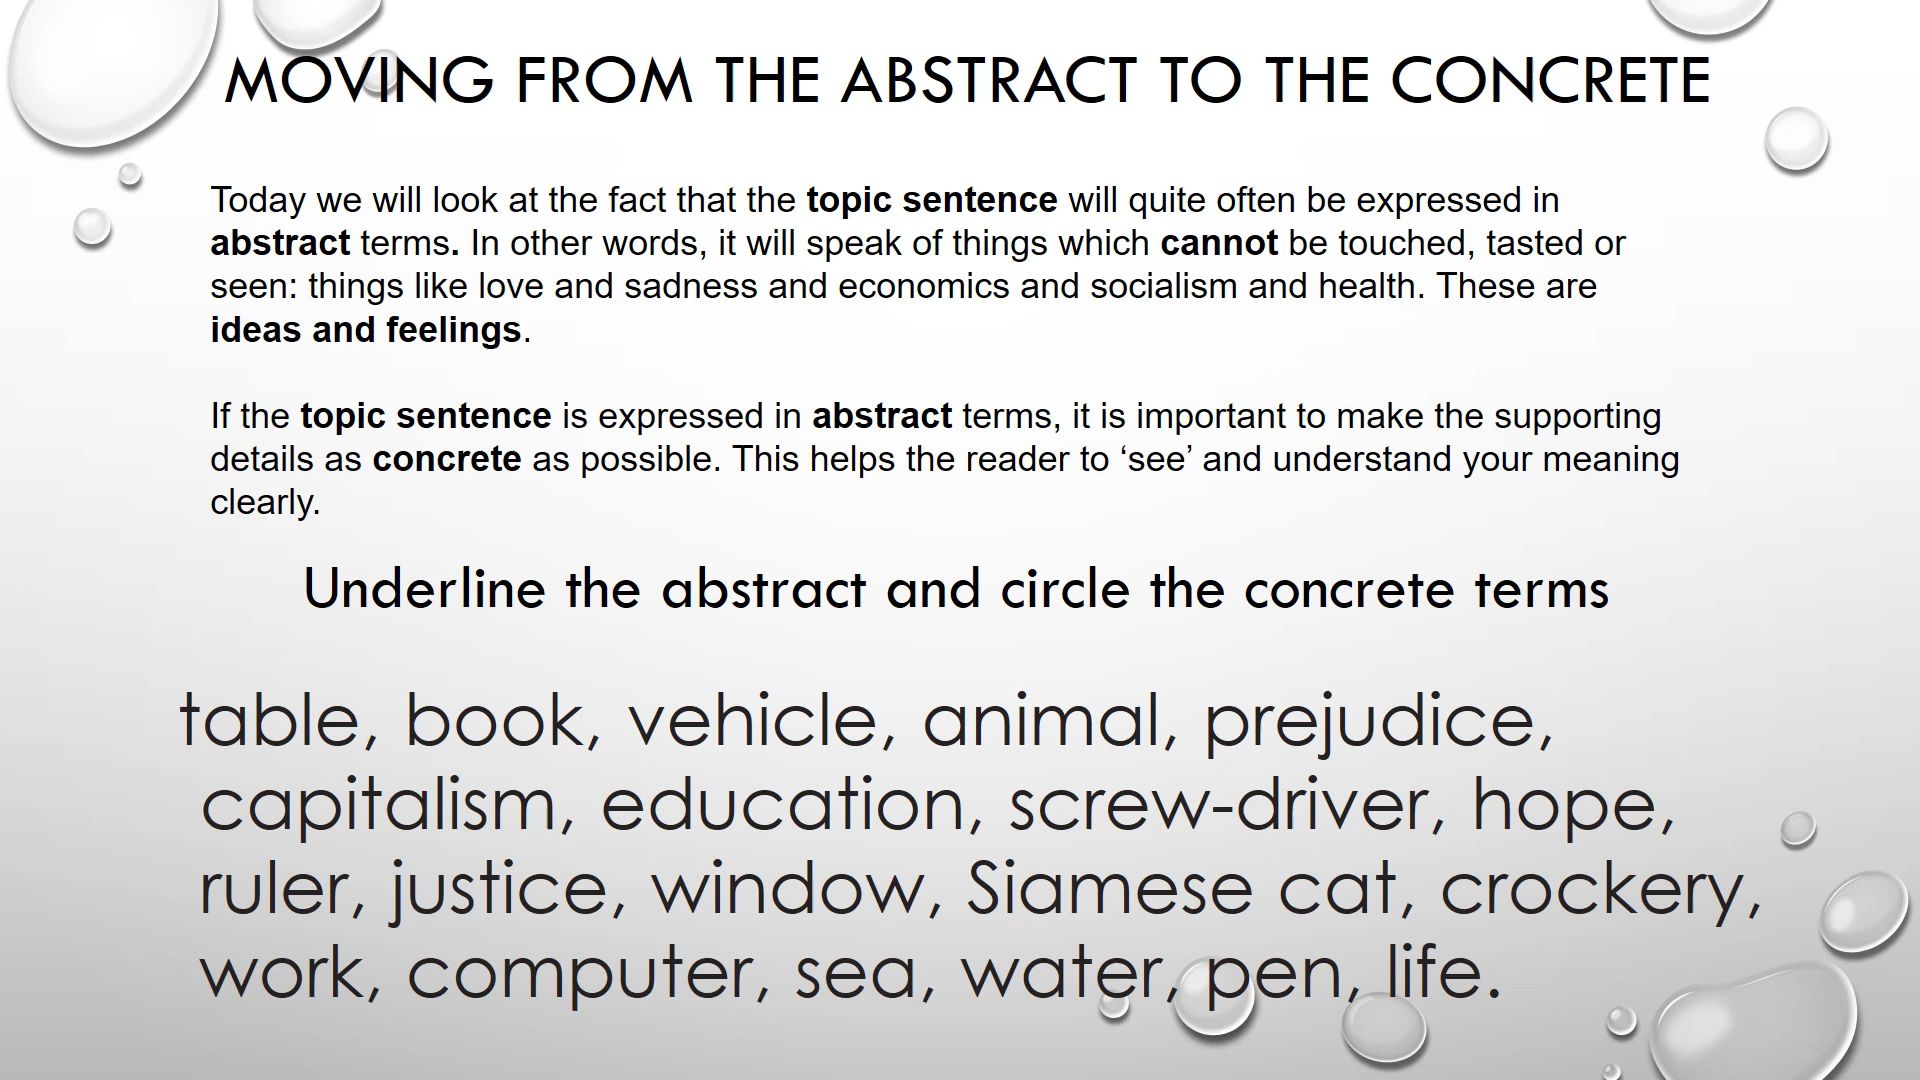 MOVING FROM THE ABSTRACT TO THE CONCRETE
Today we will look at the fact that the topic sentence will quite often be expressed in
abstract terms. In other words, it will speak of things which cannot be touched, tasted or
seen: things like love and sadness and economics and socialism and health. These are
ideas and feelings.
If the topic sentence is expressed in abstract terms, it is important to make the supporting
details as concrete as possible. This helps the reader to ‘see’ and understand your meaning
clearly.
Underline the abstract and circle the concrete terms
table, book, vehicle, animal, prejudice,
capitalism, education, screw-driver, hope,
ruler, justice, window, Siamese cat, crockery,
work, computer, sea, water, pen, life.